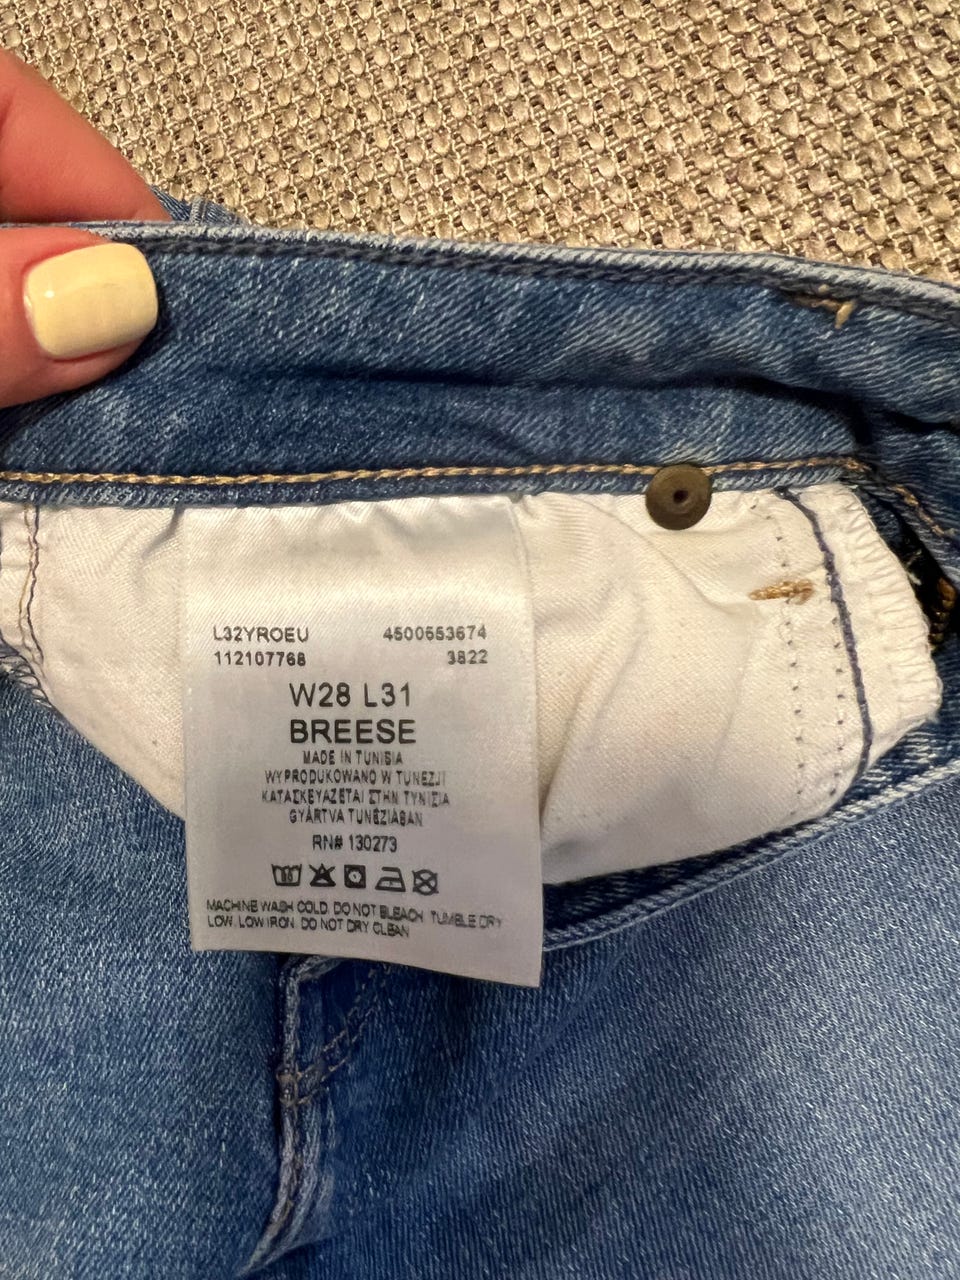 L32YROEU 4500553674
112107768 3822
W28 L31
BREESE
MADE IN TUNISIA
WYPRODUKOWANO W TUNEZJI
ΚΑΤΑΣΚΕΥΑΖΕΤΑΙ ΣΤΗΝ ΤΥΝΙΣΙΑ
GYÁRTVA TUNÉZIÁBAN
RN# 130273
MACHINE WASH COLD. DO NOT BLEACH. TUMBLE DRY
LOW. LOW IRON. DO NOT DRY CLEAN